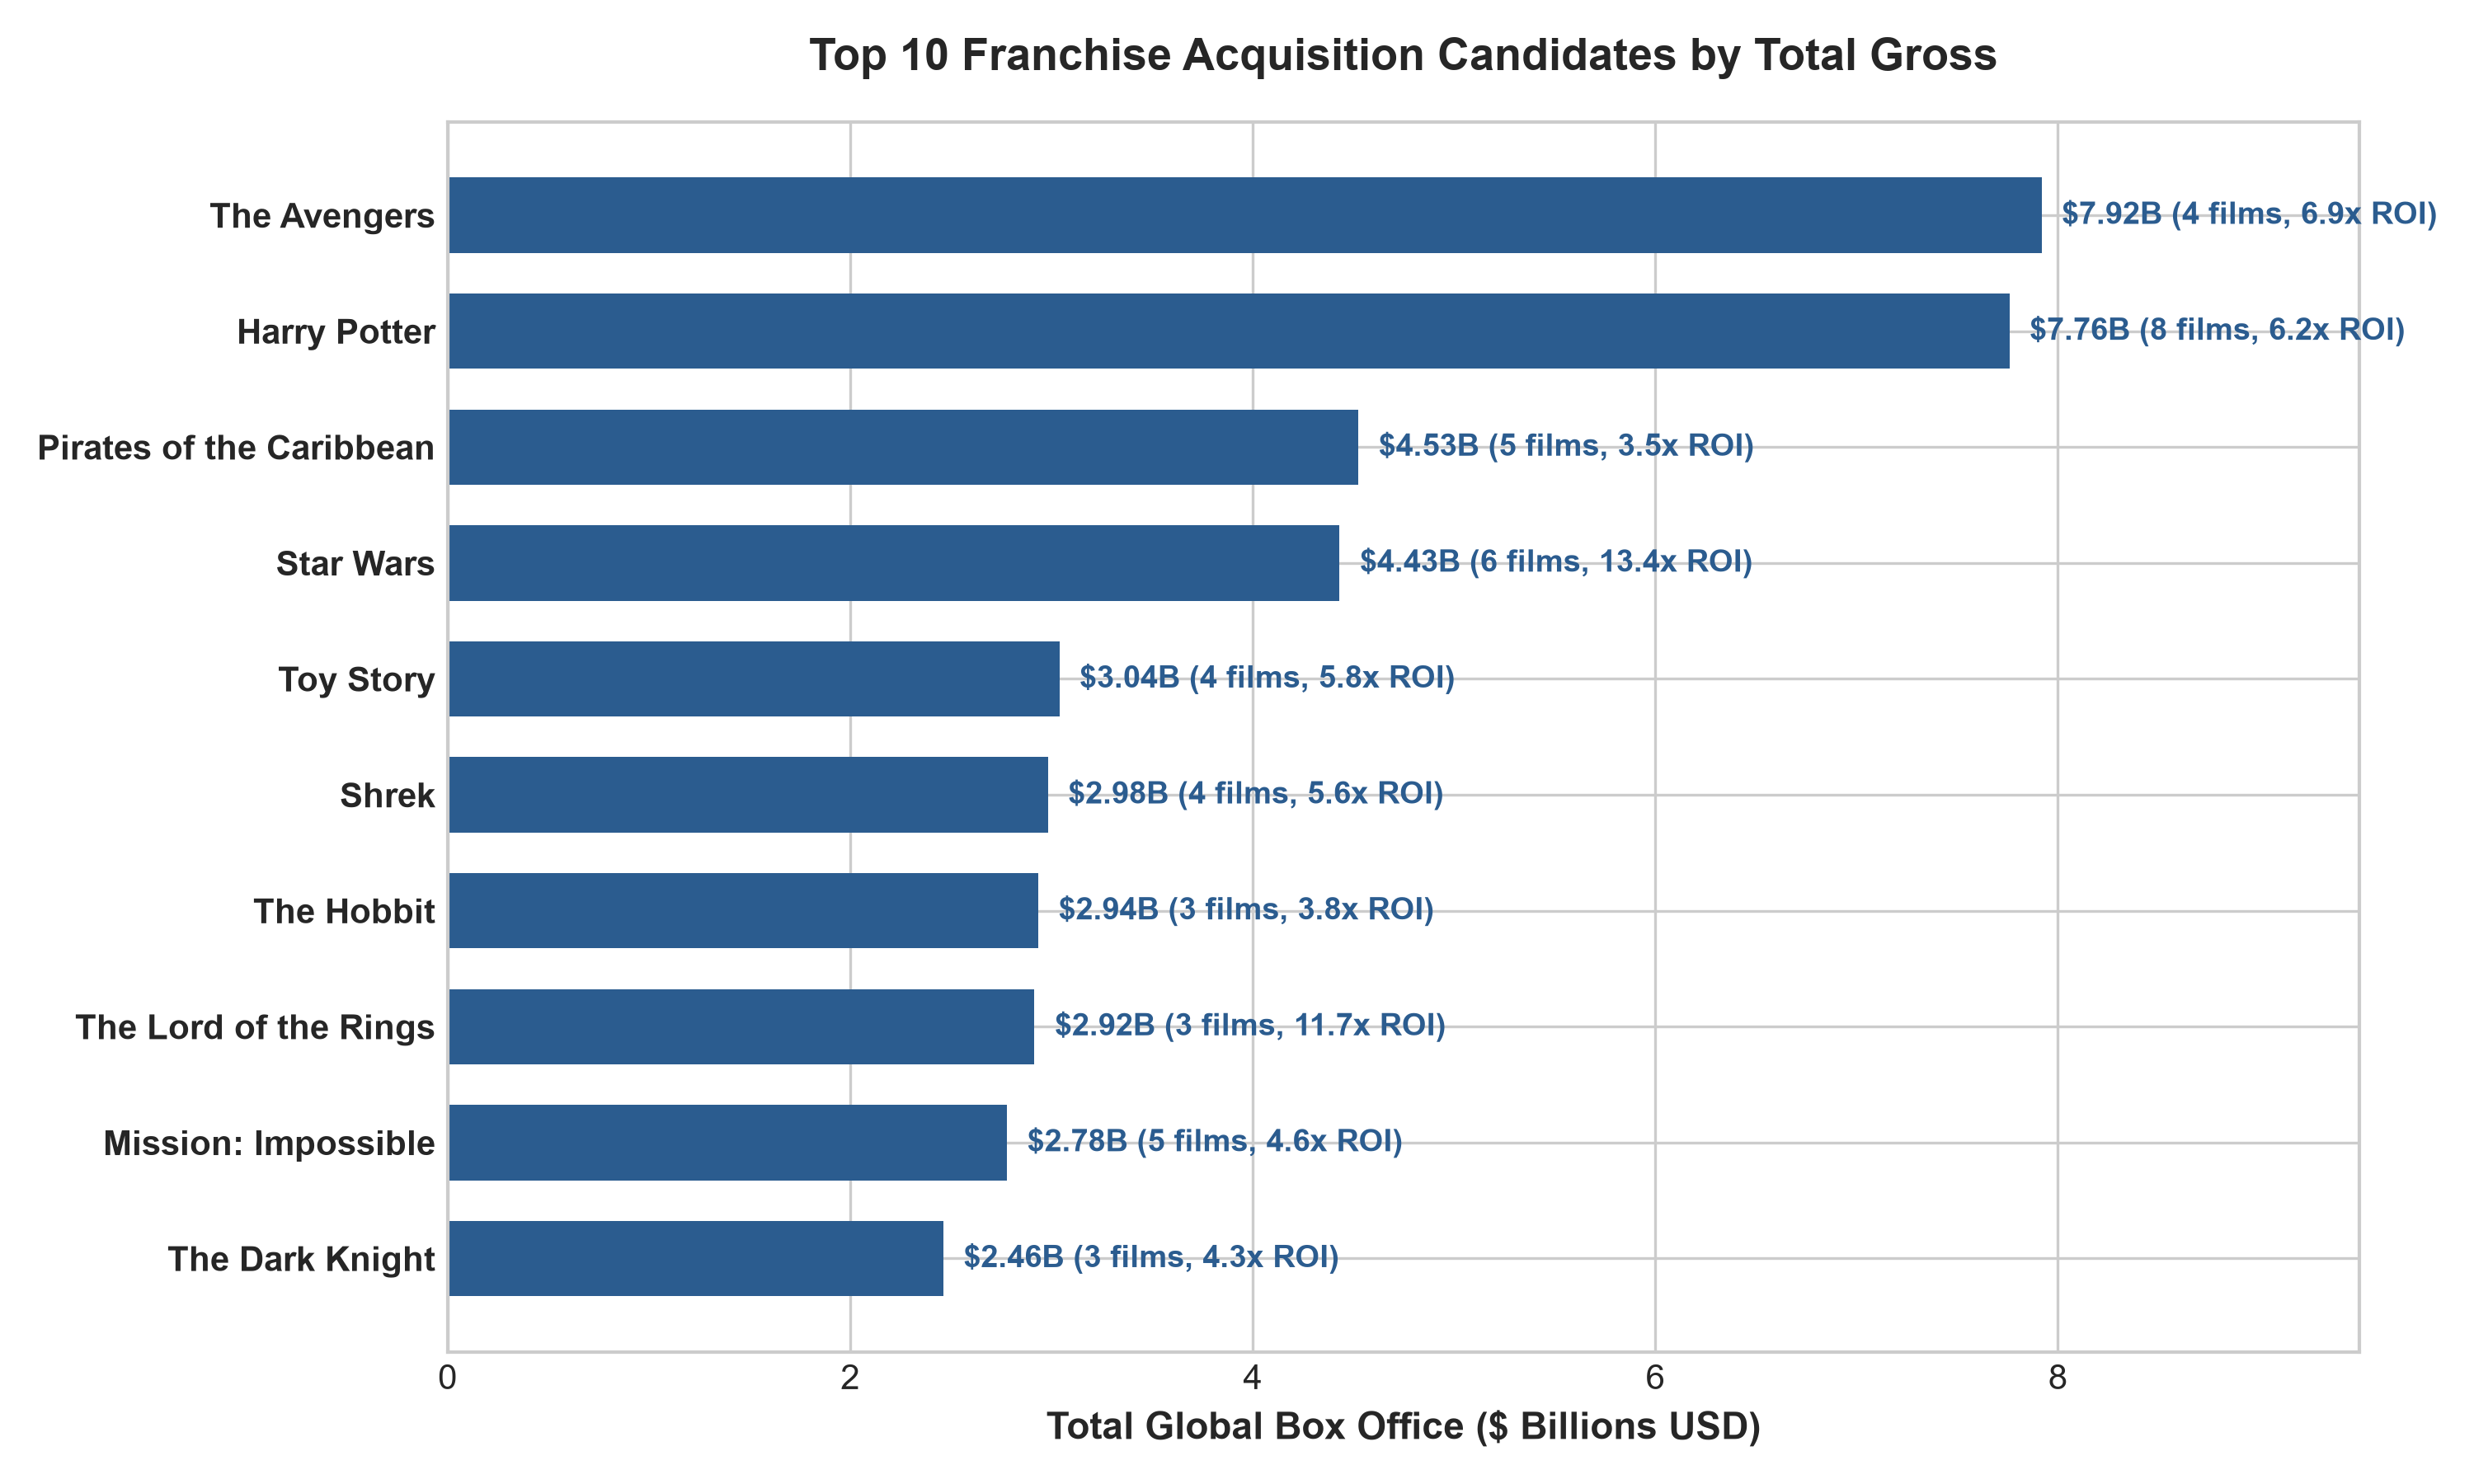 Top 10 Franchise Acquisition Candidates by Total Gross
The Avengers $7.92B (4 films, 6.9x ROI)
Harry Potter $7.76B (8 films, 6.2x ROI)
Pirates of the Caribbean $4.53B (5 films, 3.5x ROI)
Star Wars $4.43B (6 films, 13.4x ROI)
Toy Story $3.04B (4 films, 5.8x ROI)
Shrek $2.98B (4 films, 5.6x ROI)
The Hobbit $2.94B (3 films, 3.8x ROI)
The Lord of the Rings $2.92B (3 films, 11.7x ROI)
Mission: Impossible $2.78B (5 films, 4.6x ROI)
The Dark Knight $2.46B (3 films, 4.3x ROI)
0 2 4 6 8
Total Global Box Office ($ Billions USD)